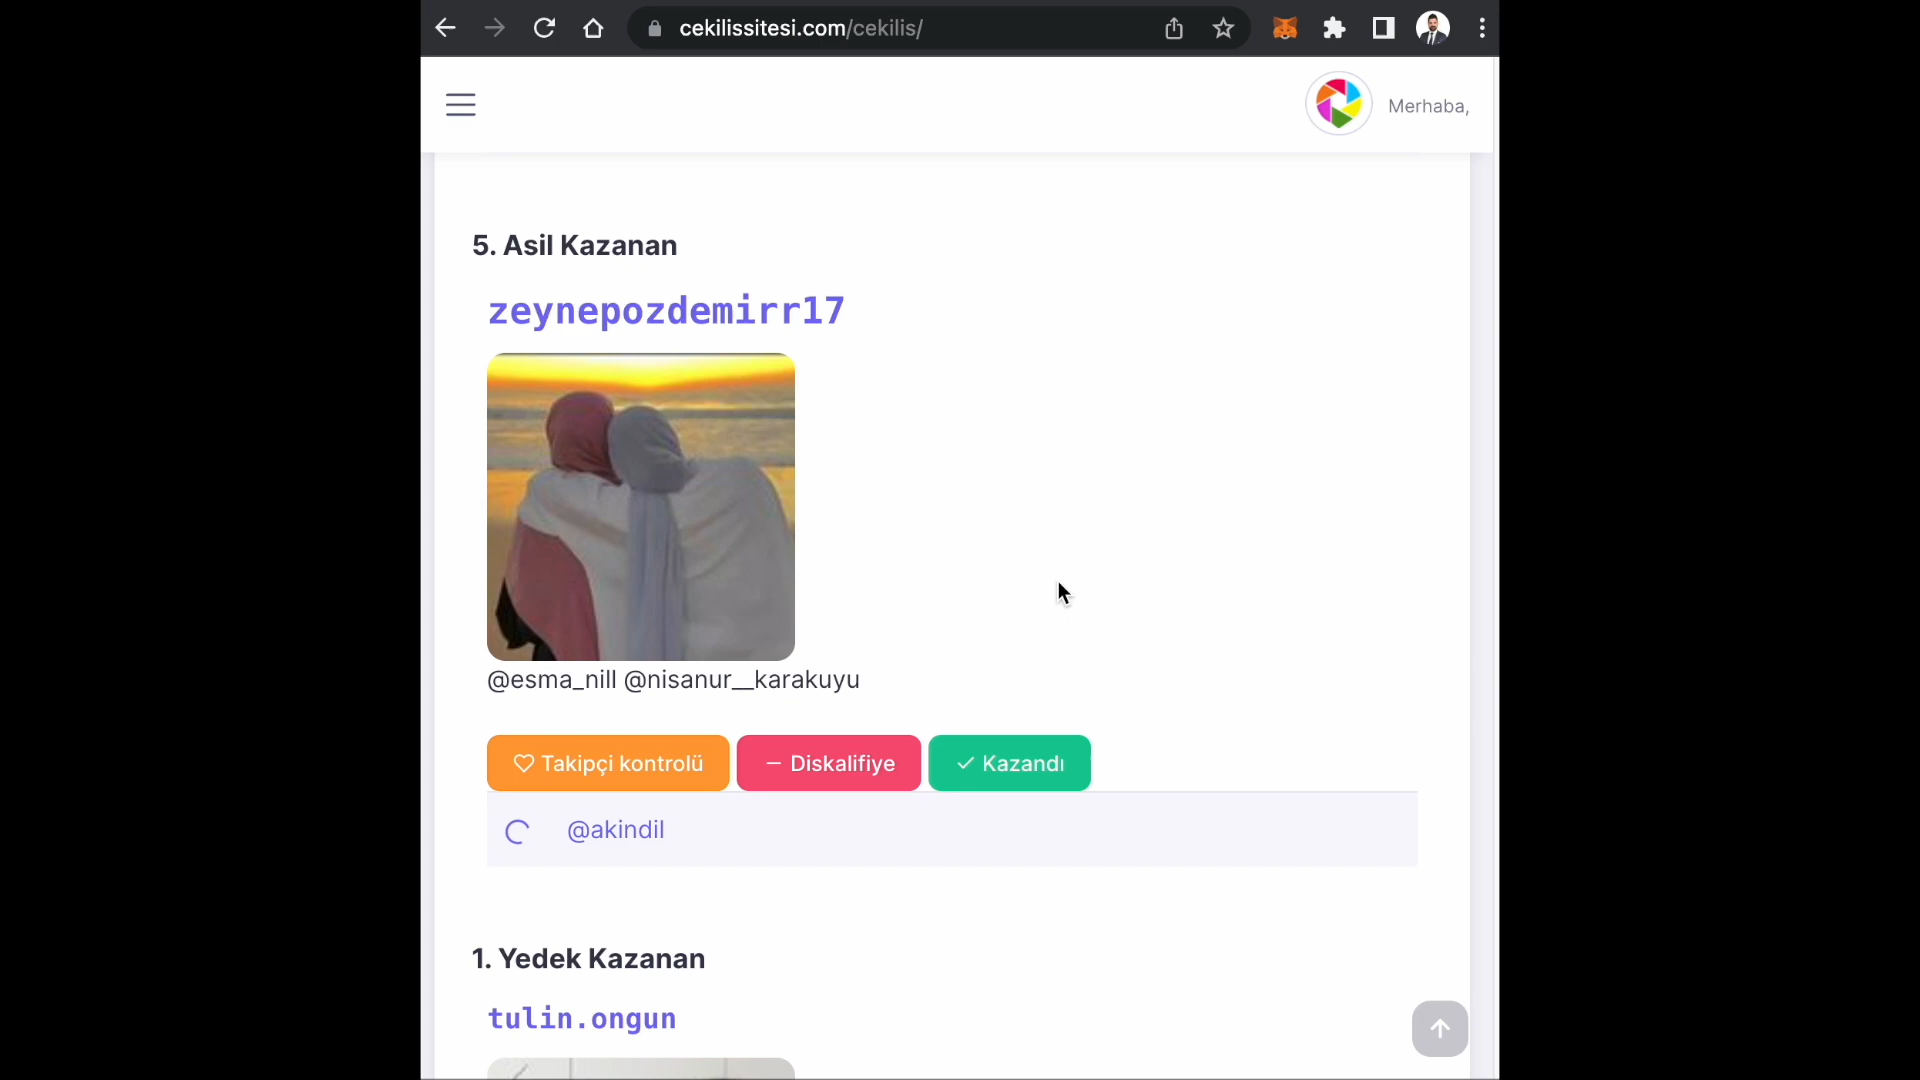 cekilissitesi.com/cekilis/
Merhaba,
5. Asil Kazanan
zeynepozdemirr17
@esma_nill @nisanur__karakuyu
Takipçi kontrolü
Diskalifiye
Kazandı
@akindil
1. Yedek Kazanan
tulin.ongun